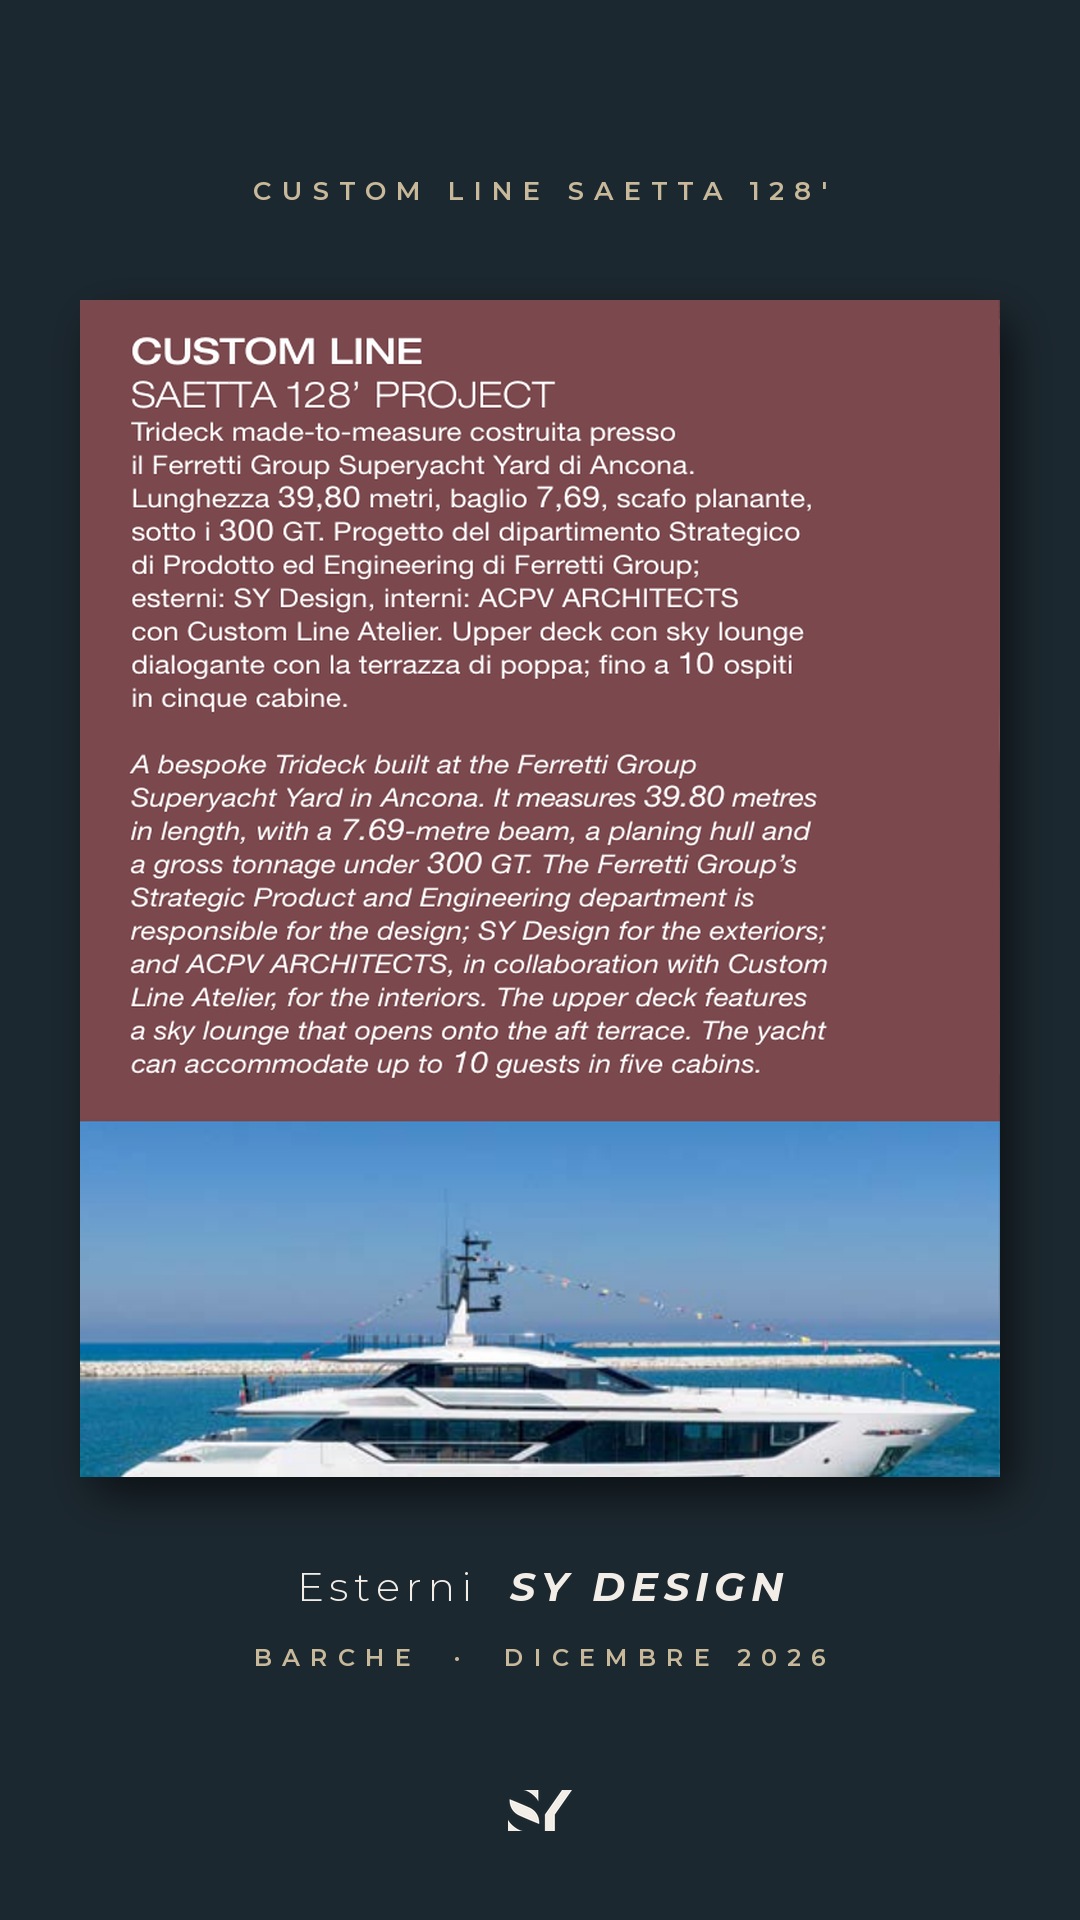 CUSTOM LINE SAETTA 128'
CUSTOM LINE
SAETTA 128’ PROJECT
Trideck made-to-measure costruita presso
il Ferretti Group Superyacht Yard di Ancona.
Lunghezza 39,80 metri, baglio 7,69, scafo planante,
sotto i 300 GT. Progetto del dipartimento Strategico
di Prodotto ed Engineering di Ferretti Group;
esterni: SY Design, interni: ACPV ARCHITECTS
con Custom Line Atelier. Upper deck con sky lounge
dialogante con la terrazza di poppa; fino a 10 ospiti
in cinque cabine.
A bespoke Trideck built at the Ferretti Group
Superyacht Yard in Ancona. It measures 39.80 metres
in length, with a 7.69-metre beam, a planing hull and
a gross tonnage under 300 GT. The Ferretti Group’s
Strategic Product and Engineering department is
responsible for the design; SY Design for the exteriors;
and ACPV ARCHITECTS, in collaboration with Custom
Line Atelier, for the interiors. The upper deck features
a sky lounge that opens onto the aft terrace. The yacht
can accommodate up to 10 guests in five cabins.
Esterni SY DESIGN
BARCHE · DICEMBRE 2026
SY